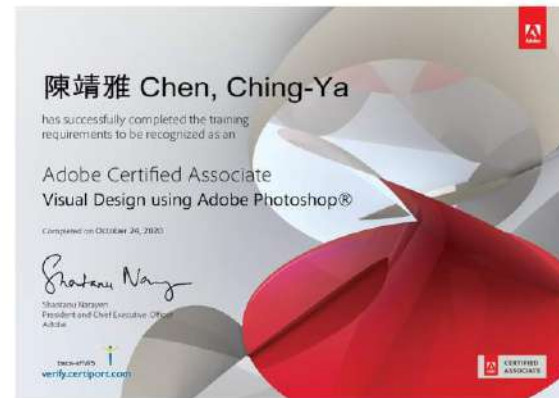 Adobe
陳靖雅 Chen, Ching-Ya
has successfully completed the training
requirements to be recognized as an
Adobe Certified Associate
Visual Design using Adobe Photoshop®
Completed on October 24, 2020
Shantanu Narayen
President and Chief Executive Officer
Adobe
verify.certiport.com
CERTIFIED
ASSOCIATE